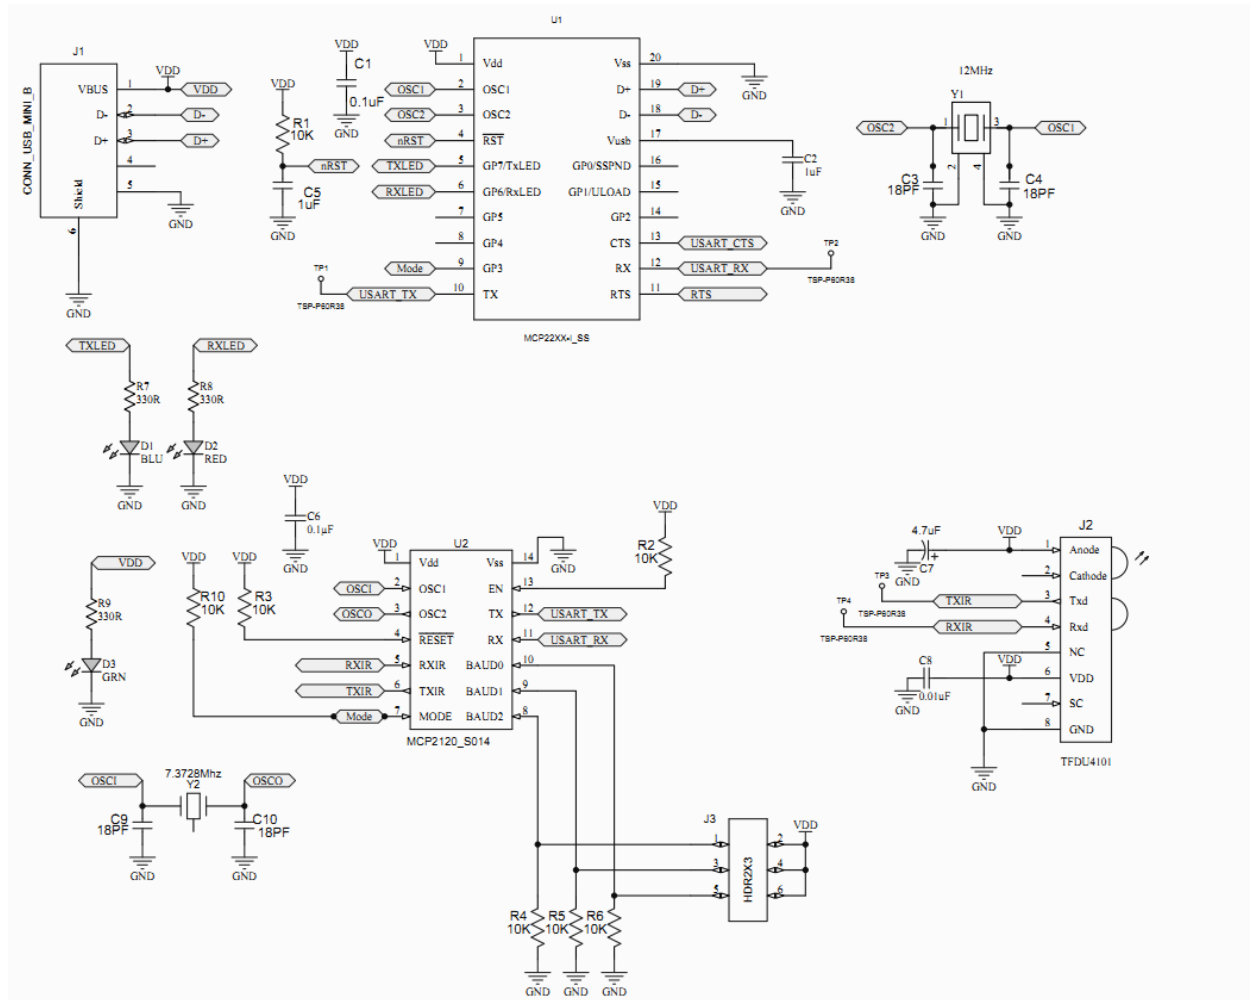 U1
J1
CONN_USB_MINI_B
VBUS 1 VDD VDD
D- 2 D-
D+ 3 D+
4
5
Shield
6
GND
GND
VDD
R1
10K
nRST
C5
1uF
GND
VDD
C1
0.1uF
GND
VDD
1 Vdd
OSC1 2 OSC1
OSC2 3 OSC2
nRST 4 RST
TXLED 5 GP7/TxLED
RXLED 6 GP6/RxLED
7 GP5
8 GP4
Mode 9 GP3
USART_TX 10 TX
TP1
TSP-P60R38
Vss 20
GND
D+ 19 D+
D- 18 D-
Vusb 17
GP0/SSPND 16
GP1/ULOAD 15
GP2 14
CTS 13 USART_CTS
RX 12 USART_RX
RTS 11 RTS
MCP22XX-I_SS
C2
1uF
GND
TP2
TSP-P60R38
12MHz
Y1
OSC2 1 3 OSC1
2 4
C3
18PF
C4
18PF
GND GND
TXLED RXLED
R7
330R
R8
330R
D1
BLU
D2
RED
GND GND
VDD
C6
0.1µF
GND
VDD
R9
330R
D3
GRN
GND
VDD
R10
10K
VDD
R3
10K
VDD
U2
1 Vdd
OSCI 2 OSC1
OSCO 3 OSC2
4 RESET
RXIR 5 RXIR
TXIR 6 TXIR
Mode 7 MODE
Vss 14
GND
EN 13
TX 12 USART_TX
RX 11 USART_RX
BAUD0 10
BAUD1 9
BAUD2 8
MCP2120_SO14
VDD
R2
10K
J2
4.7uF
C7
+
GND
VDD
1 Anode
2 Cathode
TP3
TSP-P60R38
TXIR 3 Txd
TP4
TSP-P60R38
RXIR 4 Rxd
5 NC
C8
0.01uF
GND
VDD
6 VDD
7 SC
8 GND
GND
TFDU4101
7.3728Mhz
Y2
OSCI OSCO
C9
18PF
C10
18PF
GND GND
J3
HDR2X3
VDD
1 2
3 4
5 6
R4
10K
R5
10K
R6
10K
GND GND GND